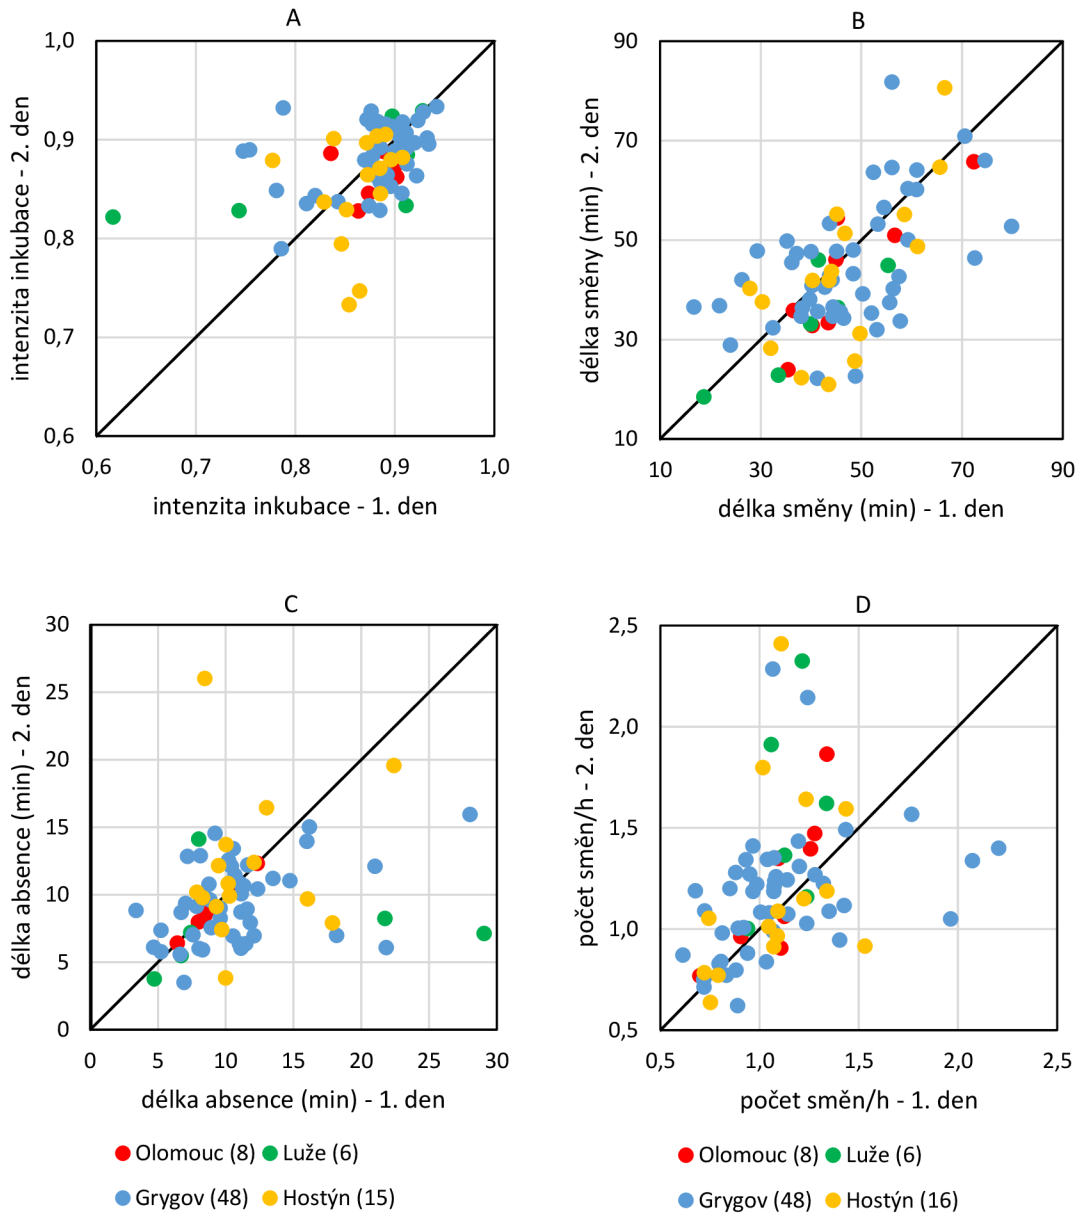 A
1,0
0,9
0,8
0,7
0,6
0,6 0,7 0,8 0,9 1,0
intenzita inkubace - 2. den
intenzita inkubace - 1. den
B
90
70
50
30
10
10 30 50 70 90
délka směny (min) - 2. den
délka směny (min) - 1. den
C
30
25
20
15
10
5
0
0 5 10 15 20 25 30
délka absence (min) - 2. den
délka absence (min) - 1. den
Olomouc (8) Luže (6)
Grygov (48) Hostýn (15)
D
2,5
2,0
1,5
1,0
0,5
0,5 1,0 1,5 2,0 2,5
počet směn/h - 2. den
počet směn/h - 1. den
Olomouc (8) Luže (6)
Grygov (48) Hostýn (16)